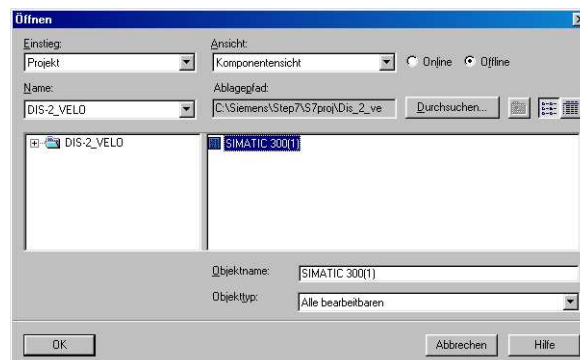 Öffnen
Einstieg:
Ansicht:
Projekt
Komponentensicht
Online
Offline
Name:
Ablagepfad:
DIS-2_VELO
C:\Siemens\Step7\S7proj\Dis_2_ve
Durchsuchen...
DIS-2_VELO
SIMATIC 300(1)
Objektname:
SIMATIC 300(1)
Objekttyp:
Alle bearbeitbaren
OK
Abbrechen
Hilfe